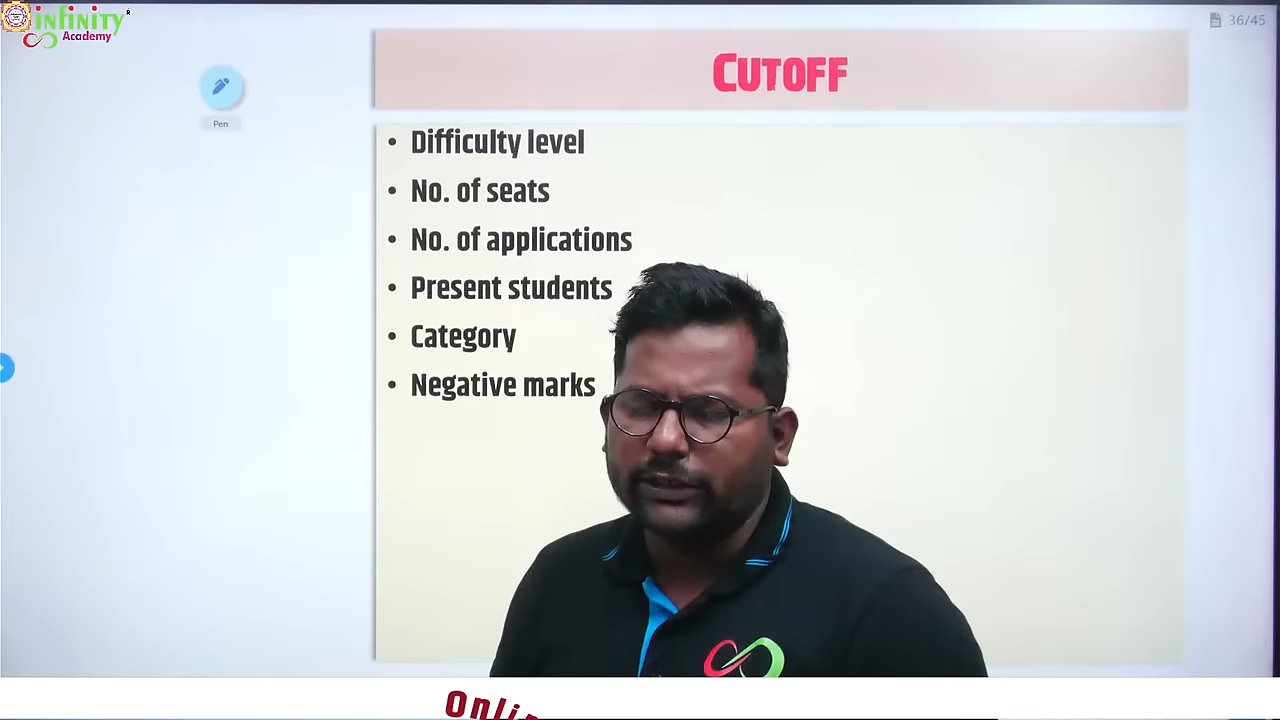 infinity
Academy
36/45
CUTOFF
Pen
• Difficulty level
• No. of seats
• No. of applications
• Present students
• Category
• Negative marks